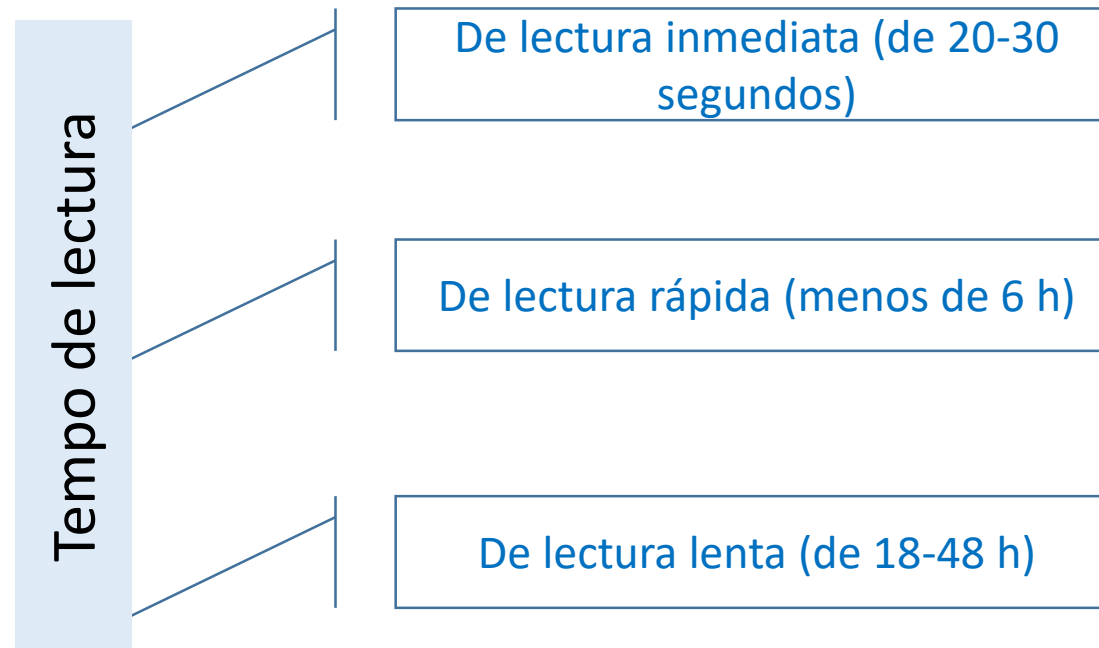 Tempo de lectura
De lectura inmediata (de 20-30
segundos)
De lectura rápida (menos de 6 h)
De lectura lenta (de 18-48 h)